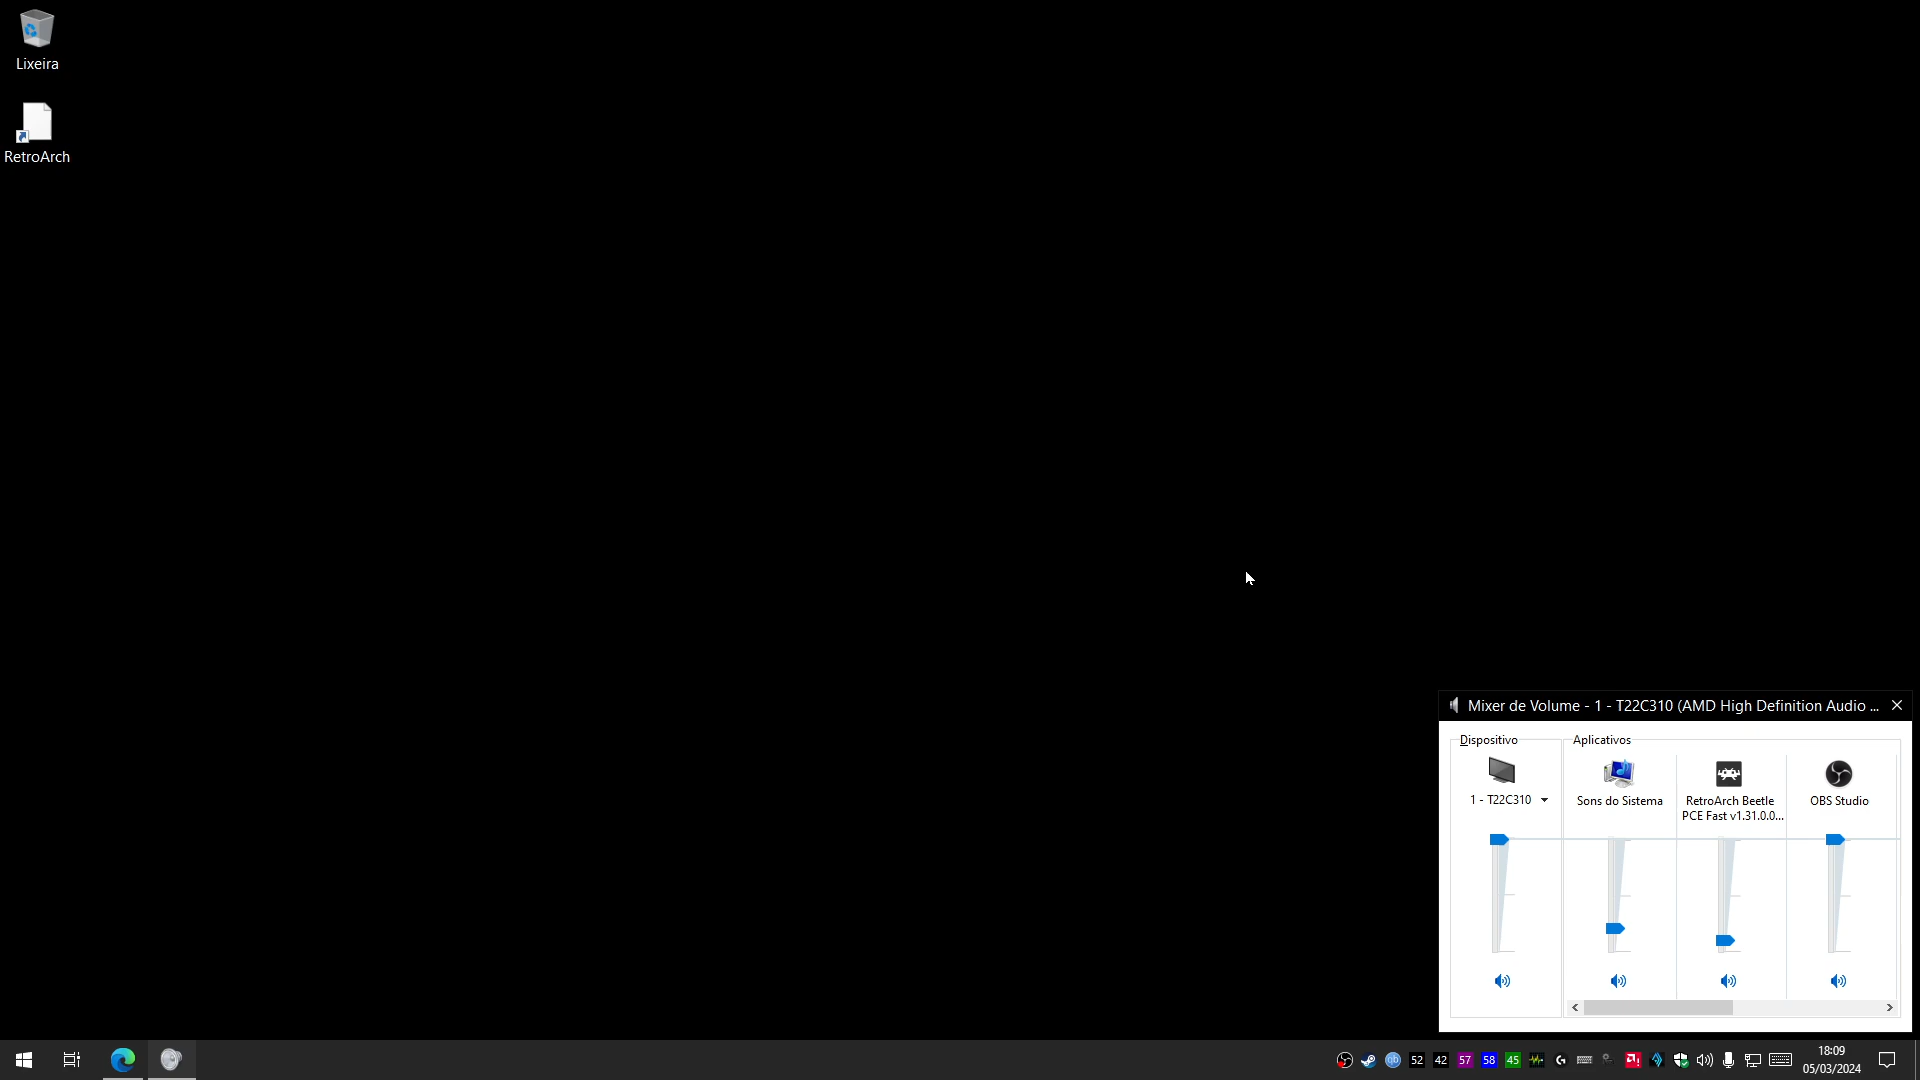 Lixeira
RetroArch
Mixer de Volume - 1 - T22C310 (AMD High Definition Audio ...
Dispositivo
Aplicativos
1 - T22C310
Sons do Sistema
RetroArch Beetle
PCE Fast v1.31.0.0...
OBS Studio
qb
52
42
57
58
45
18:09
05/03/2024